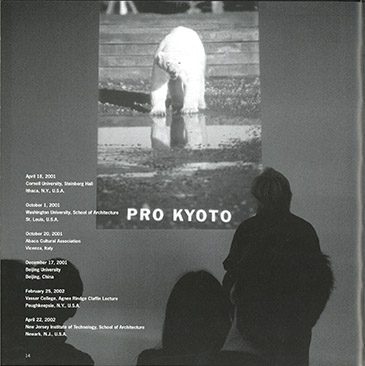 PRO KYOTO
April 18, 2001
Cornell University, Steinberg Hall
Ithaca, N.Y., U.S.A.
October 1, 2001
Washington University, School of Architecture
St. Louis, U.S.A.
October 20, 2001
Abaco Cultural Association
Vicenza, Italy
December 17, 2001
Beijing University
Beijing, China
February 25, 2002
Vassar College, Agnes Rindge Claflin Lecture
Poughkeepsie, N.Y., U.S.A.
April 22, 2002
New Jersey Institute of Technology, School of Architecture
Newark, N.J., U.S.A.
14